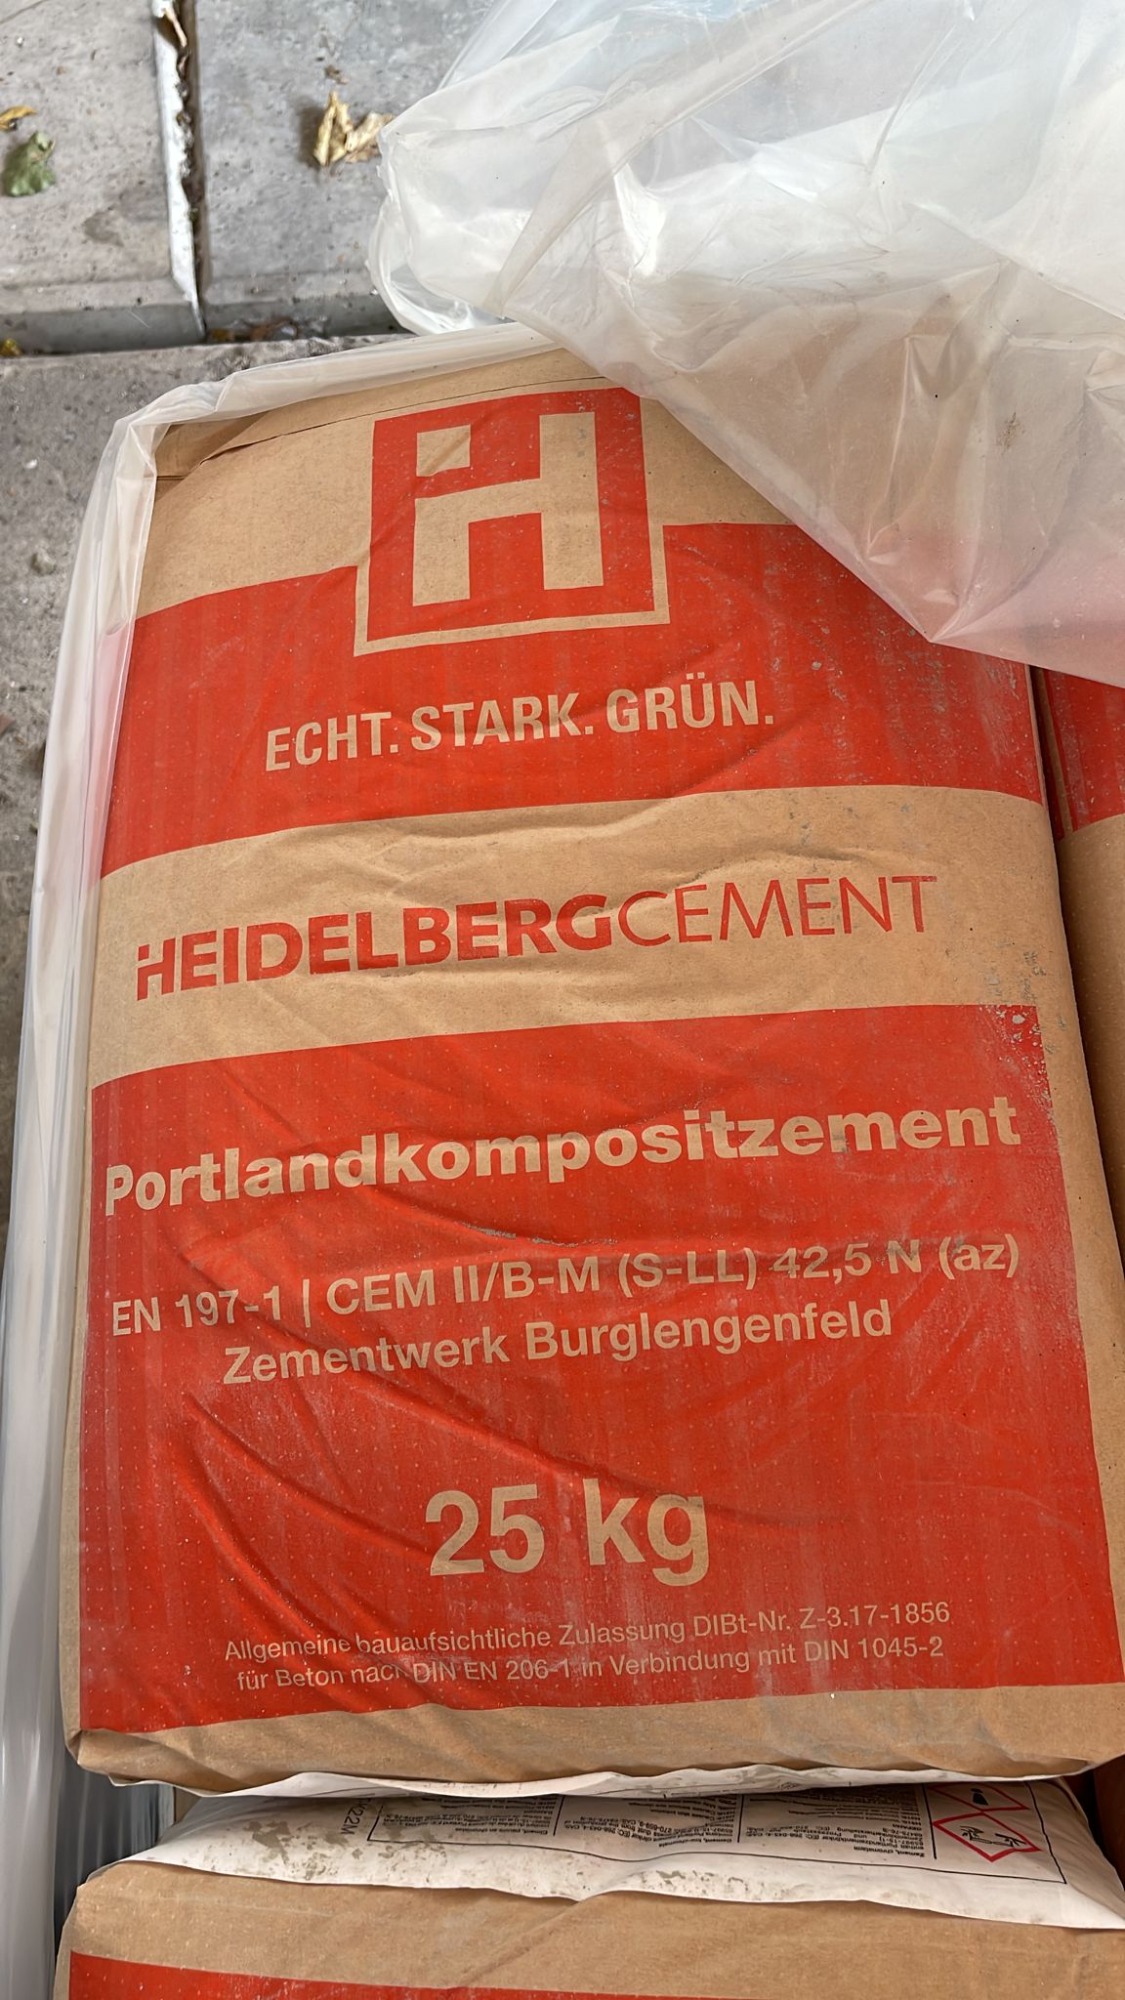 H
ECHT. STARK. GRÜN.
HEIDELBERGCEMENT
Portlandkompositzement
EN 197-1 | CEM II/B-M (S-LL) 42,5 N (az)
Zementwerk Burglengenfeld
25 kg
Allgemeine bauaufsichtliche Zulassung DIBt-Nr. Z-3.17-1856
für Beton nach DIN EN 206-1 in Verbindung mit DIN 1045-2